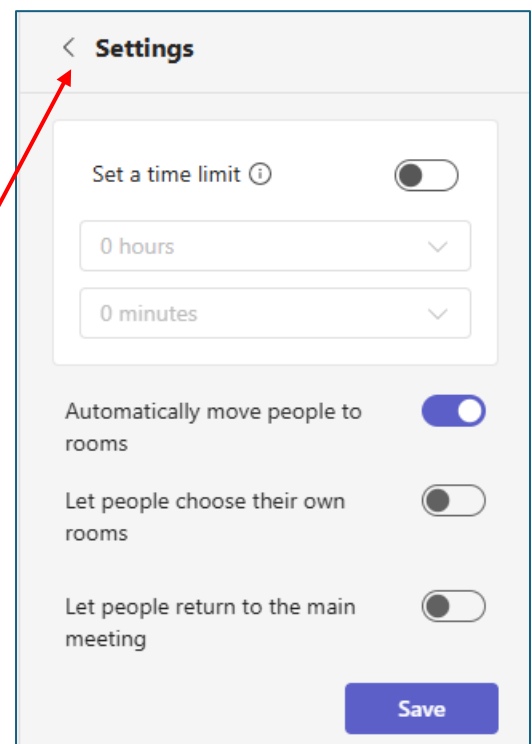 Settings
Set a time limit
0 hours
0 minutes
Automatically move people to
rooms
Let people choose their own
rooms
Let people return to the main
meeting
Save